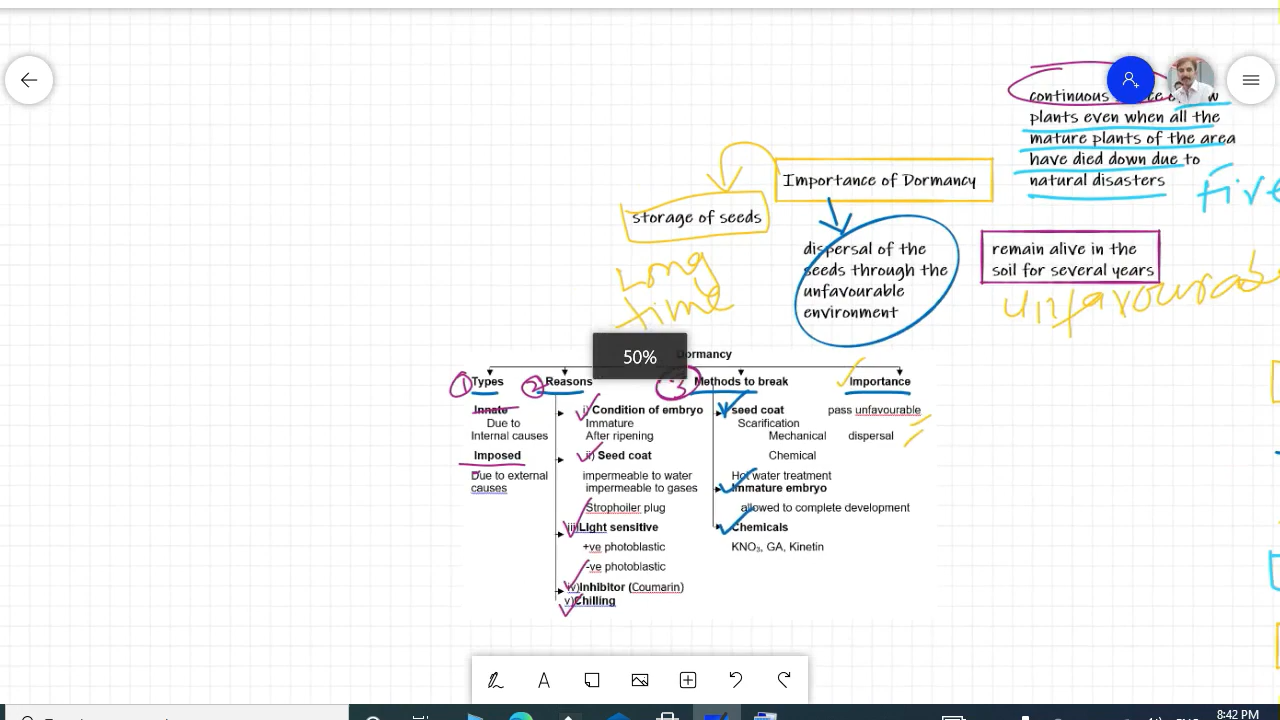 continuous
plants even when all the
mature plants of the area
have died down due to
natural disasters
Fire
Importance of Dormancy
storage of seeds
Long
time
dispersal of the
seeds through the
unfavourable
environment
remain alive in the
soil for several years
50%
Dormancy
1 Types
2 Reasons
3 Methods to break
Importance
Innate
Due to
Internal causes
Imposed
Due to external
causes
i) Condition of embryo
Immature
After ripening
ii) Seed coat
impermeable to water
impermeable to gases
Strophoiler plug
iii)Light sensitive
+ve photoblastic
-ve photoblastic
iv)Inhibitor (Coumarin)
v)Chilling
seed coat
Scarification
Mechanical
Chemical
Hot water treatment
Immature embryo
allowed to complete development
Chemicals
KNO₃, GA, Kinetin
pass unfavourable
dispersal
8:42 PM